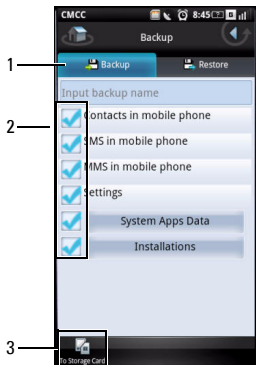 CMCC 8:45
Backup
1 Backup Restore
Input backup name
2
Contacts in mobile phone
SMS in mobile phone
MMS in mobile phone
Settings
System Apps Data
Installations
3
To Storage Card